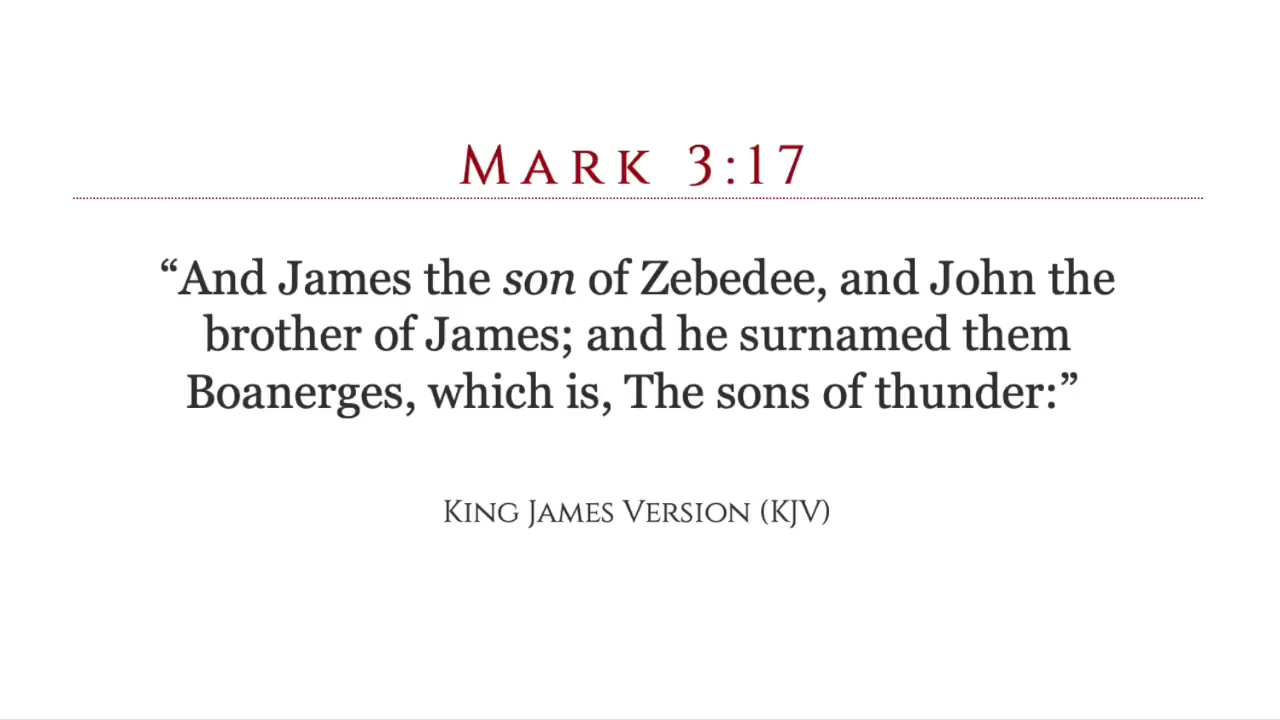 Mark 3:17
“And James the son of Zebedee, and John the
brother of James; and he surnamed them
Boanerges, which is, The sons of thunder:”
King James Version (KJV)